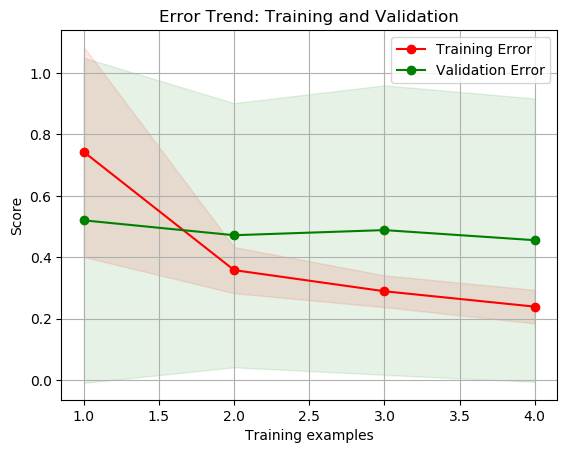 Error Trend: Training and Validation
Training Error
Validation Error
Score
1.0
0.8
0.6
0.4
0.2
0.0
1.0 1.5 2.0 2.5 3.0 3.5 4.0
Training examples